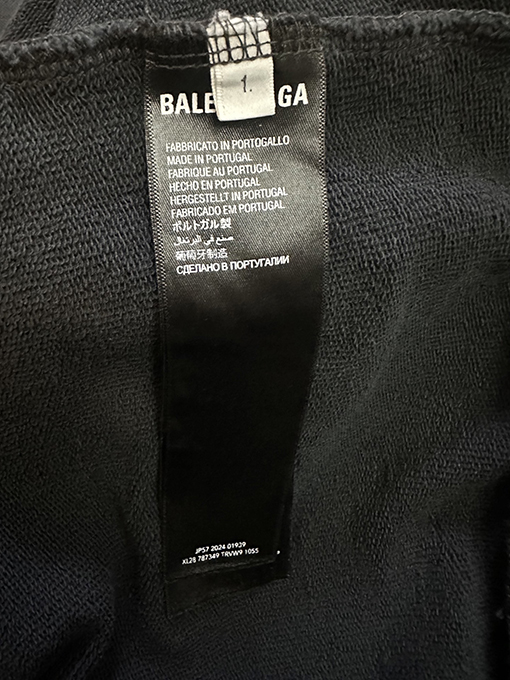 1.
BALE GA
FABBRICATO IN PORTOGALLO
MADE IN PORTUGAL
FABRIQUE AU PORTUGAL
HECHO EN PORTUGAL
HERGESTELLT IN PORTUGAL
FABRICADO EM PORTUGAL
ポルトガル製
صنع في البرتغال
葡萄牙制造
СДЕЛАНО В ПОРТУГАЛИИ
JP57 2024 01939
XL28 787349 TRVW9 1055